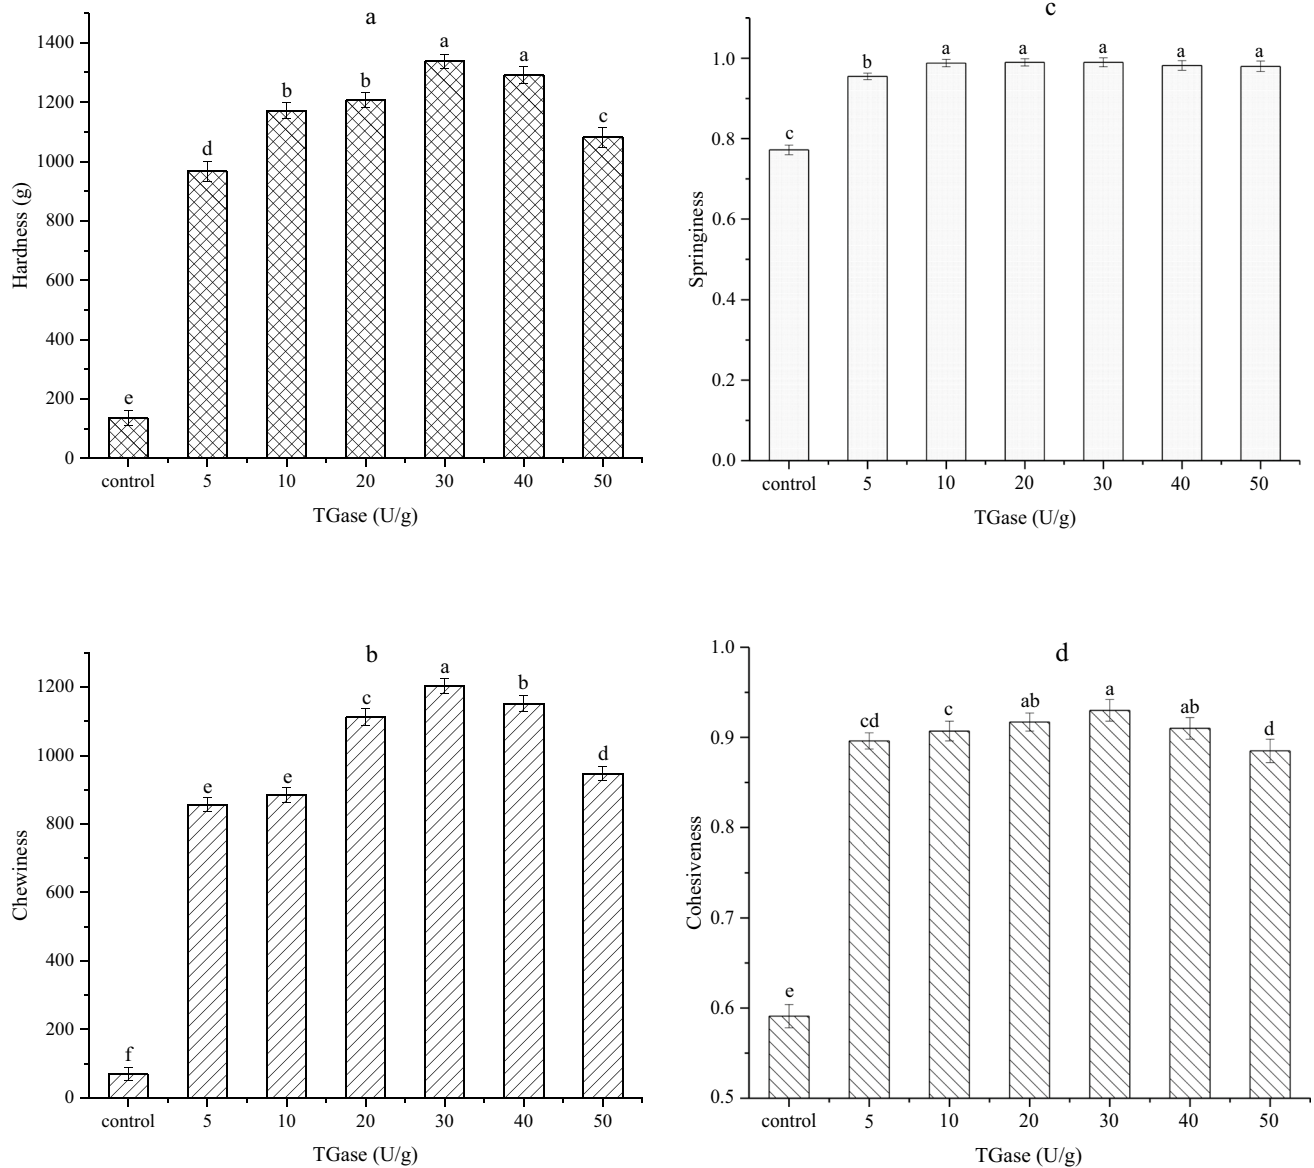 a
1400
1200
1000
800
600
400
200
0
Hardness (g)
e
d
b
b
a
a
c
control 5 10 20 30 40 50
TGase (U/g)
c
1.0
0.8
0.6
0.4
0.2
0.0
Springiness
c
b
a
a
a
a
a
control 5 10 20 30 40 50
TGase (U/g)
b
1200
1000
800
600
400
200
0
Chewiness
f
e
e
c
a
b
d
control 5 10 20 30 40 50
TGase (U/g)
d
1.0
0.9
0.8
0.7
0.6
0.5
Cohesiveness
e
cd
c
ab
a
ab
d
control 5 10 20 30 40 50
TGase (U/g)